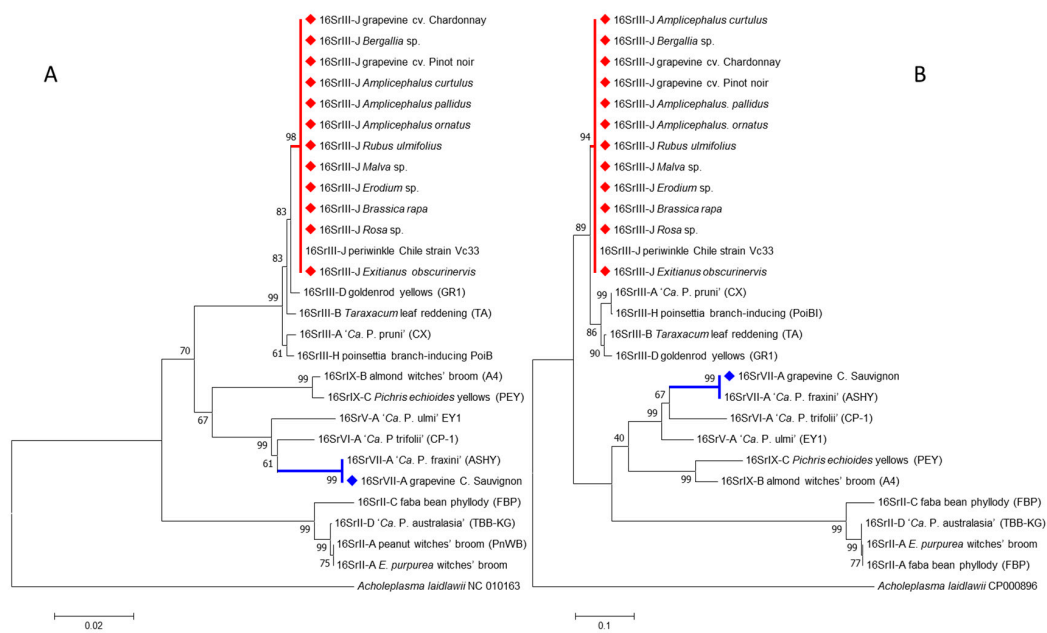 A
16SrIII-J grapevine cv. Chardonnay
16SrIII-J Bergallia sp.
16SrIII-J grapevine cv. Pinot noir
16SrIII-J Amplicephalus curtulus
16SrIII-J Amplicephalus pallidus
16SrIII-J Amplicephalus ornatus
98
16SrIII-J Rubus ulmifolius
16SrIII-J Malva sp.
16SrIII-J Erodium sp.
16SrIII-J Brassica rapa
83
16SrIII-J Rosa sp.
16SrIII-J periwinkle Chile strain Vc33
83
16SrIII-J Exitianus obscurinervis
16SrIII-D goldenrod yellows (GR1)
99
16SrIII-B Taraxacum leaf reddening (TA)
16SrIII-A 'Ca. P. pruni' (CX)
61
16SrIII-H poinsettia branch-inducing PoiB
70
16SrIX-B almond witches' broom (A4)
99
16SrIX-C Pichris echioides yellows (PEY)
67
16SrV-A 'Ca. P. ulmi' EY1
99
16SrVI-A 'Ca. P trifolii' (CP-1)
61
16SrVII-A 'Ca. P. fraxini' (ASHY)
99
16SrVII-A grapevine C. Sauvignon
16SrII-C faba bean phyllody (FBP)
99
16SrII-D 'Ca. P. australasia' (TBB-KG)
99
16SrII-A peanut witches' broom (PnWB)
75
16SrII-A E. purpurea witches' broom
Acholeplasma laidlawii NC 010163
0.02
B
16SrIII-J Amplicephalus curtulus
16SrIII-J Bergallia sp.
16SrIII-J grapevine cv. Chardonnay
16SrIII-J grapevine cv. Pinot noir
16SrIII-J Amplicephalus. pallidus
16SrIII-J Amplicephalus. ornatus
94
16SrIII-J Rubus ulmifolius
16SrIII-J Malva sp.
16SrIII-J Erodium sp.
16SrIII-J Brassica rapa
89
16SrIII-J Rosa sp.
16SrIII-J periwinkle Chile strain Vc33
16SrIII-J Exitianus obscurinervis
99
16SrIII-A 'Ca. P. pruni' (CX)
16SrIII-H poinsettia branch-inducing (PoiBI)
86
16SrIII-B Taraxacum leaf reddening (TA)
90
16SrIII-D goldenrod yellows (GR1)
99
16SrVII-A grapevine C. Sauvignon
67
16SrVII-A 'Ca. P. fraxini' (ASHY)
99
16SrVI-A 'Ca. P. trifolii' (CP-1)
40
16SrV-A 'Ca. P. ulmi' (EY1)
16SrIX-C Pichris echioides yellows (PEY)
99
16SrIX-B almond witches' broom (A4)
16SrII-C faba bean phyllody (FBP)
99
16SrII-D 'Ca. P. australasia' (TBB-KG)
99
16SrII-A E. purpurea witches' broom
77
16SrII-A faba bean phyllody (FBP)
Acholeplasma laidlawii CP000896
0.1